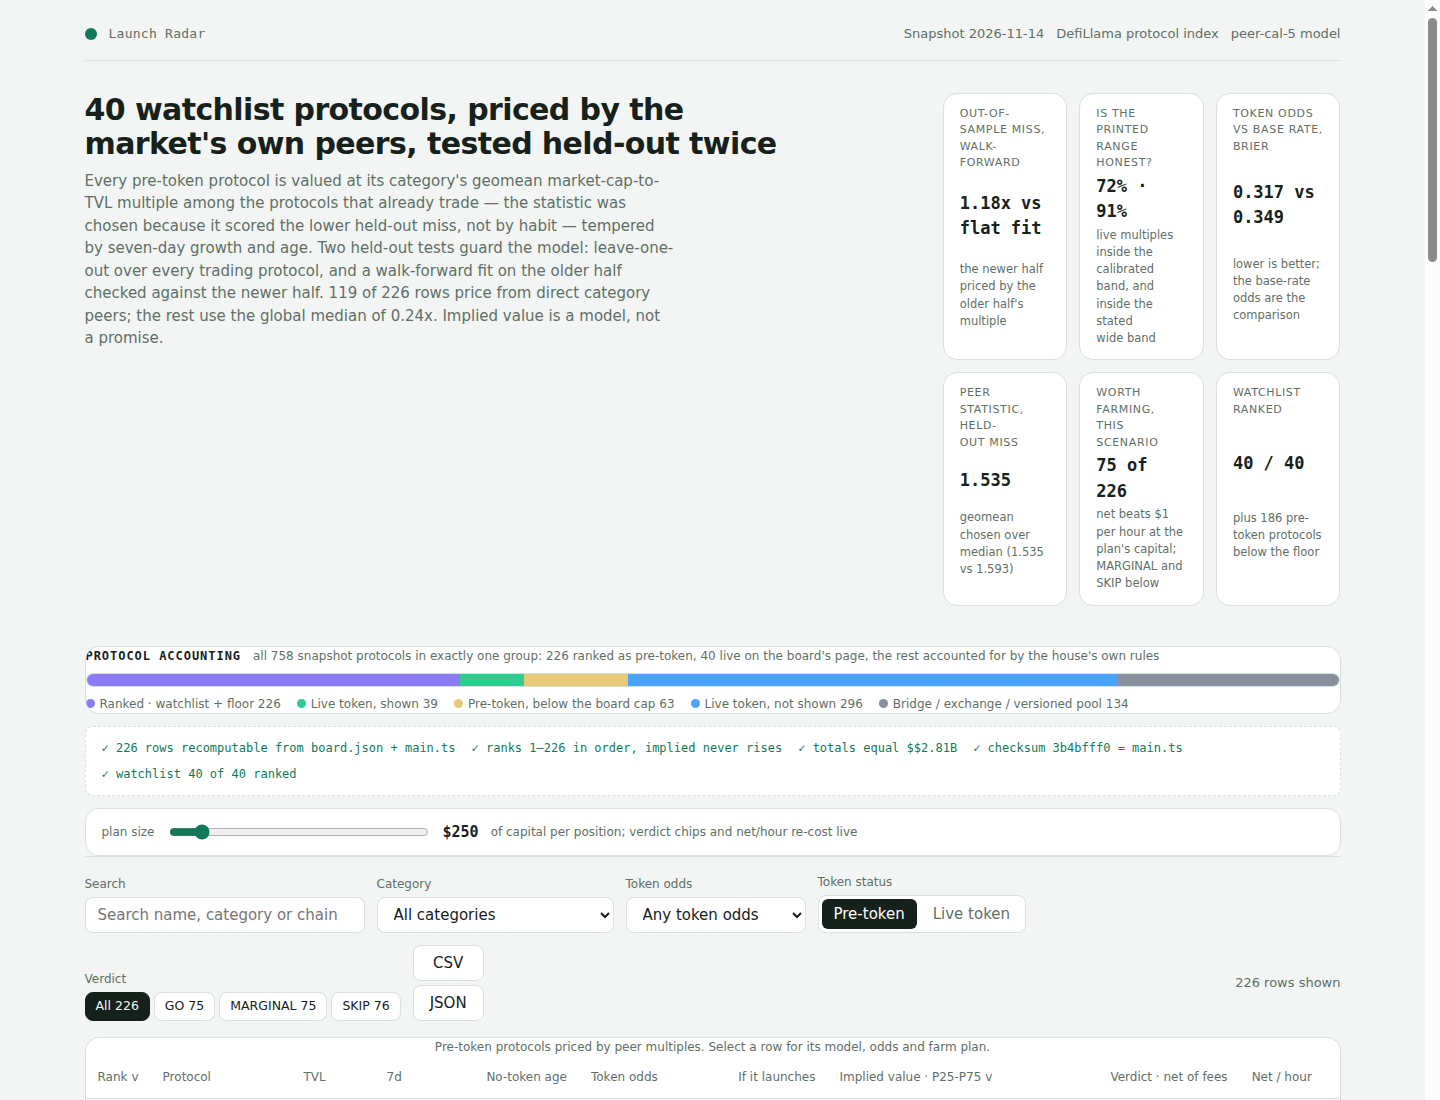 Launch Radar
Snapshot 2026-11-14 DefiLlama protocol index peer-cal-5 model
40 watchlist protocols, priced by the
market's own peers, tested held-out twice
Every pre-token protocol is valued at its category's geomean market-cap-to-
TVL multiple among the protocols that already trade — the statistic was
chosen because it scored the lower held-out miss, not by habit — tempered
by seven-day growth and age. Two held-out tests guard the model: leave-one-
out over every trading protocol, and a walk-forward fit on the older half
checked against the newer half. 119 of 226 rows price from direct category
peers; the rest use the global median of 0.24x. Implied value is a model, not
a promise.
OUT-OF-
SAMPLE MISS,
WALK-
FORWARD
1.18x vs
flat fit
the newer half
priced by the
older half's
multiple
IS THE
PRINTED
RANGE
HONEST?
72% ·
91%
live multiples
inside the
calibrated
band, and
inside the
stated
wide band
TOKEN ODDS
VS BASE RATE,
BRIER
0.317 vs
0.349
lower is better;
the base-rate
odds are the
comparison
PEER
STATISTIC,
HELD-
OUT MISS
1.535
geomean
chosen over
median (1.535
vs 1.593)
WORTH
FARMING,
THIS
SCENARIO
75 of
226
net beats $1
per hour at the
plan's capital;
MARGINAL and
SKIP below
WATCHLIST
RANKED
40 / 40
plus 186 pre-
token protocols
below the floor
PROTOCOL ACCOUNTING all 758 snapshot protocols in exactly one group: 226 ranked as pre-token, 40 live on the board's page, the rest accounted for by the house's own rules
Ranked · watchlist + floor 226 Live token, shown 39 Pre-token, below the board cap 63 Live token, not shown 296 Bridge / exchange / versioned pool 134
✓ 226 rows recomputable from board.json + main.ts ✓ ranks 1–226 in order, implied never rises ✓ totals equal $$2.81B ✓ checksum 3b4bfff0 = main.ts
✓ watchlist 40 of 40 ranked
plan size $250 of capital per position; verdict chips and net/hour re-cost live
Search Category Token odds Token status
Search name, category or chain All categories Any token odds Pre-token Live token
CSV
Verdict 226 rows shown
All 226 GO 75 MARGINAL 75 SKIP 76 JSON
Pre-token protocols priced by peer multiples. Select a row for its model, odds and farm plan.
Rank v Protocol TVL 7d No-token age Token odds If it launches Implied value · P25-P75 v Verdict · net of fees Net / hour